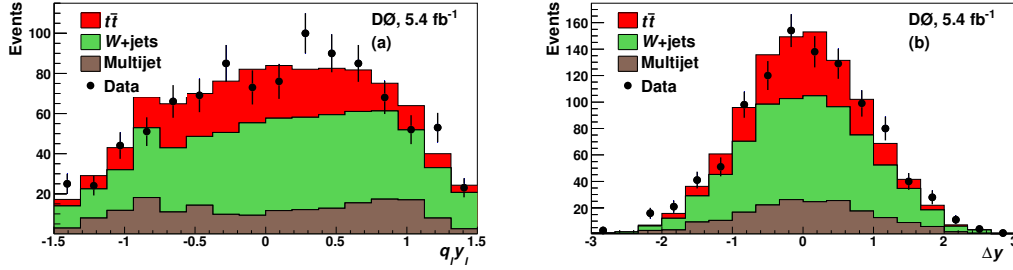 Events
100
80
60
40
20
tt̄
W+jets
Multijet
Data
DØ, 5.4 fb⁻¹
(a)
-1.5 -1 -0.5 0 0.5 1 1.5
qₗyₗ
Events
160
140
120
100
80
60
40
20
tt̄
W+jets
Multijet
Data
DØ, 5.4 fb⁻¹
(b)
-3 -2 -1 0 1 2 3
Δy